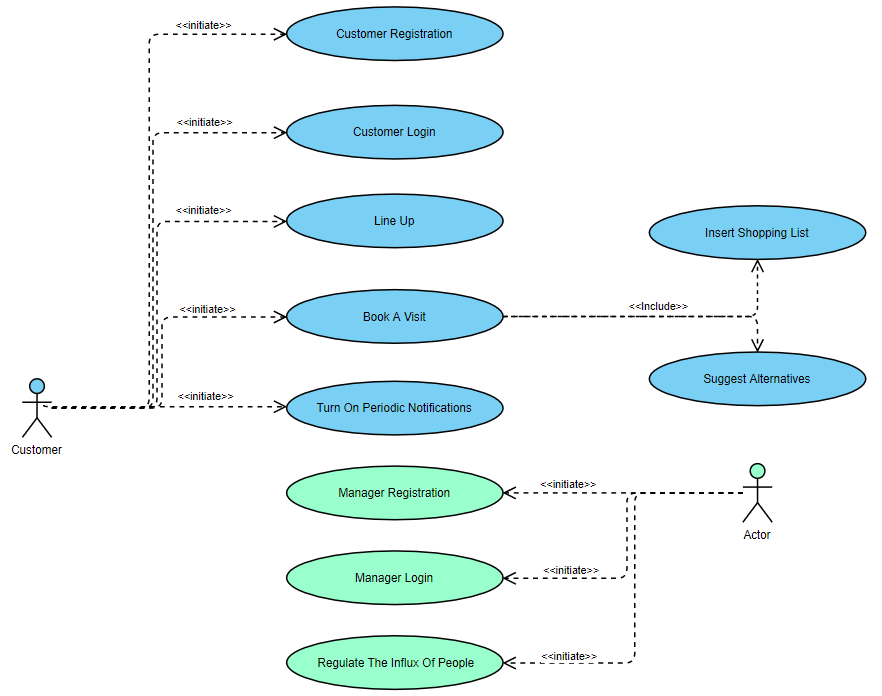 <<initiate>>
Customer Registration
<<initiate>>
Customer Login
<<initiate>>
Line Up
Insert Shopping List
<<initiate>>
Book A Visit
<<Include>>
Suggest Alternatives
<<initiate>>
Turn On Periodic Notifications
Customer
Manager Registration
<<initiate>>
Actor
Manager Login
<<initiate>>
Regulate The Influx Of People
<<initiate>>